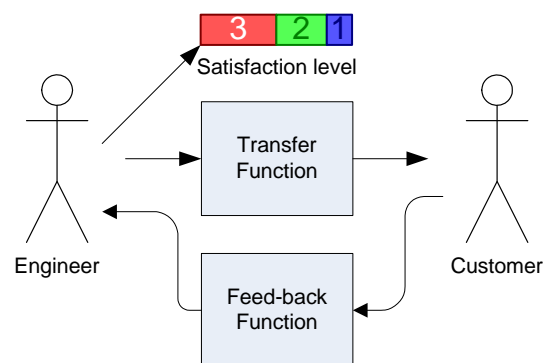 3 2 1
Satisfaction level
Transfer
Function
Engineer
Customer
Feed-back
Function